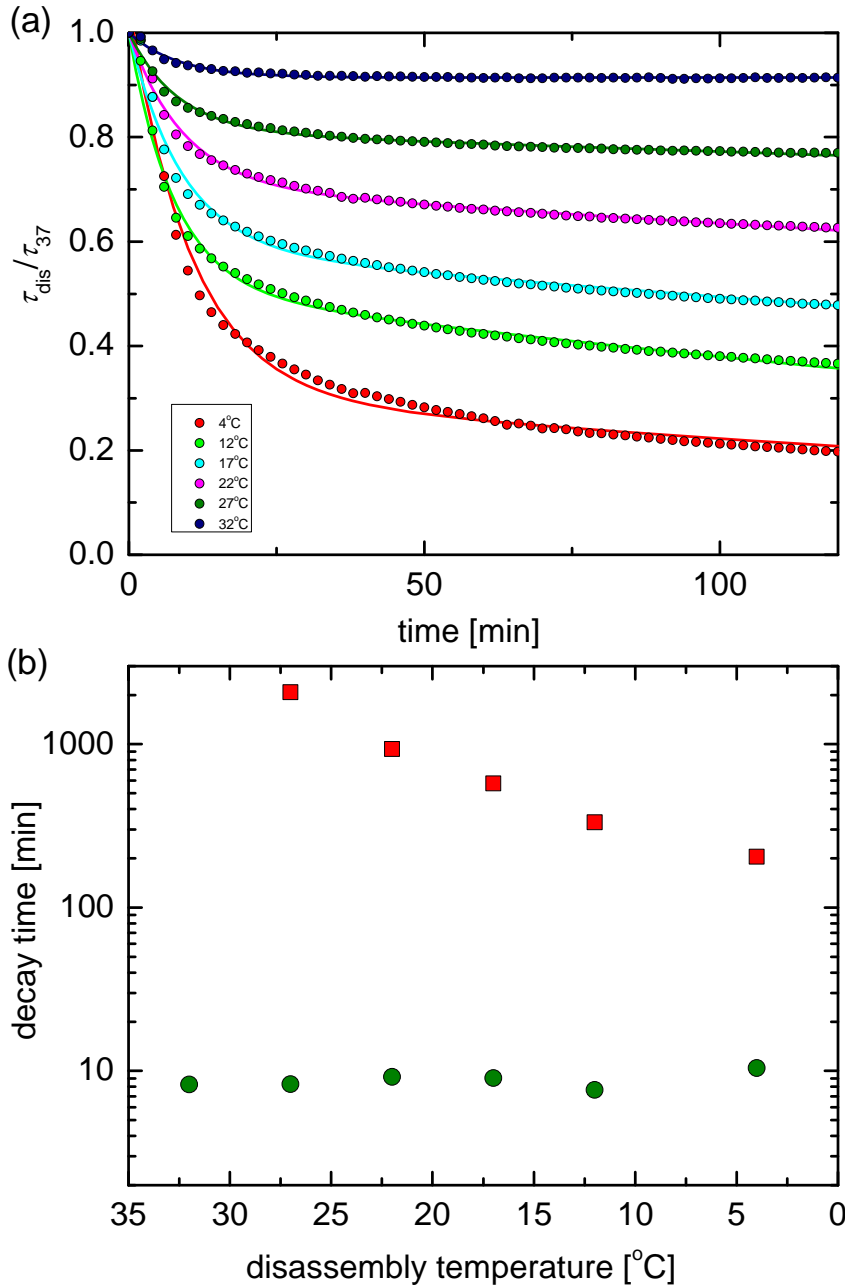 (a)
1.0
0.8
0.6
0.4
0.2
0.0
τdis/τ37
4°C
12°C
17°C
22°C
27°C
32°C
0
50
100
time [min]
(b)
1000
100
10
decay time [min]
35
30
25
20
15
10
5
0
disassembly temperature [°C]